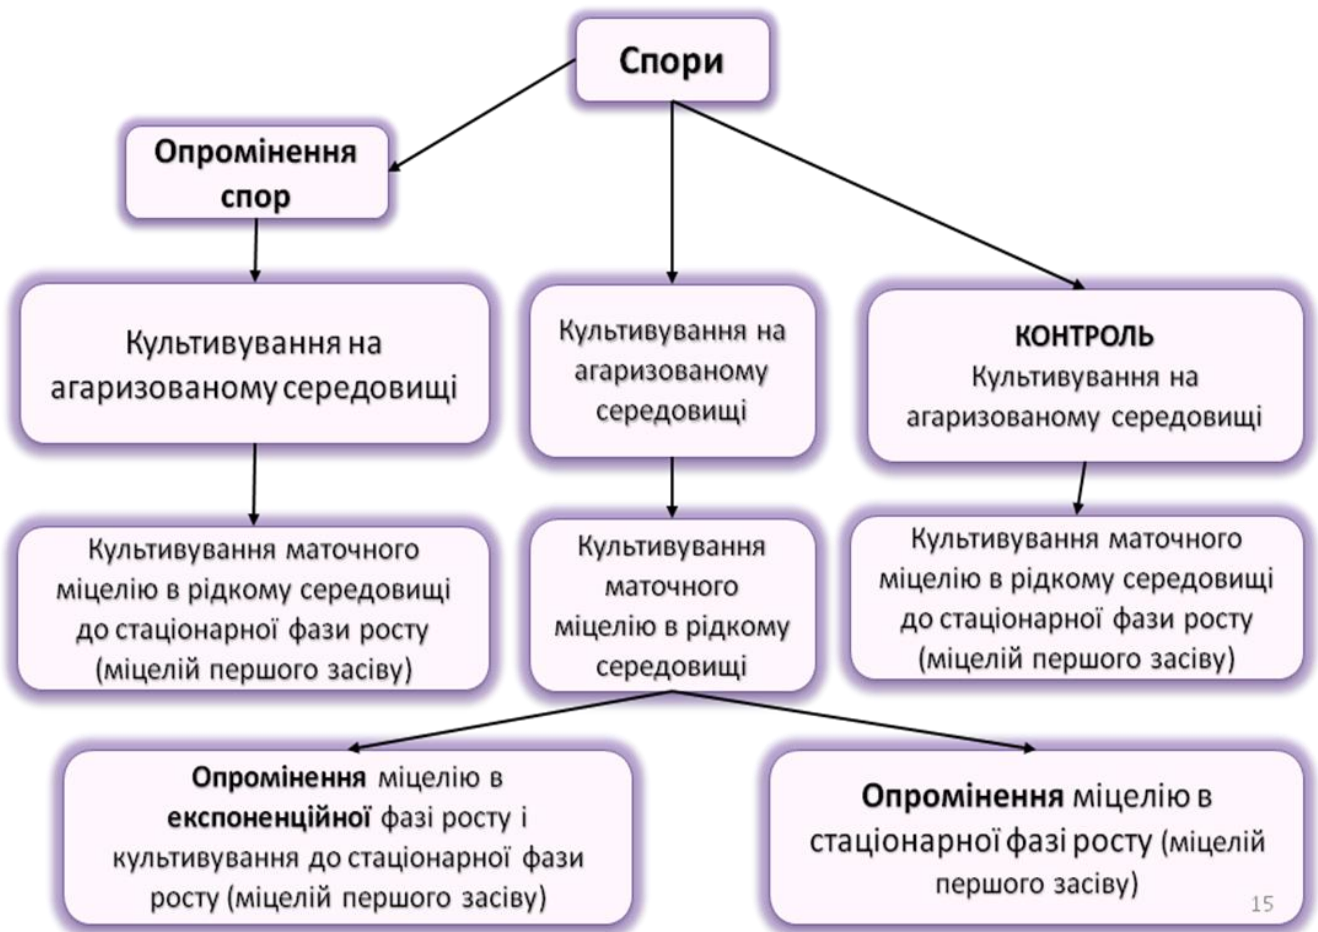 Спори
Опромінення
спор
Культивування на
агаризованому середовищі
Культивування на
агаризованому
середовищі
КОНТРОЛЬ
Культивування на
агаризованому середовищі
Культивування маточного
міцелію в рідкому середовищі
до стаціонарної фази росту
(міцелій першого засіву)
Культивування
маточного
міцелію в рідкому
середовищі
Культивування маточного
міцелію в рідкому середовищі
до стаціонарної фази росту
(міцелій першого засіву)
Опромінення міцелію в
експоненційної фазі росту і
культивування до стаціонарної фази
росту (міцелій першого засіву)
Опромінення міцелію в
стаціонарної фазі росту (міцелій
першого засіву)
15